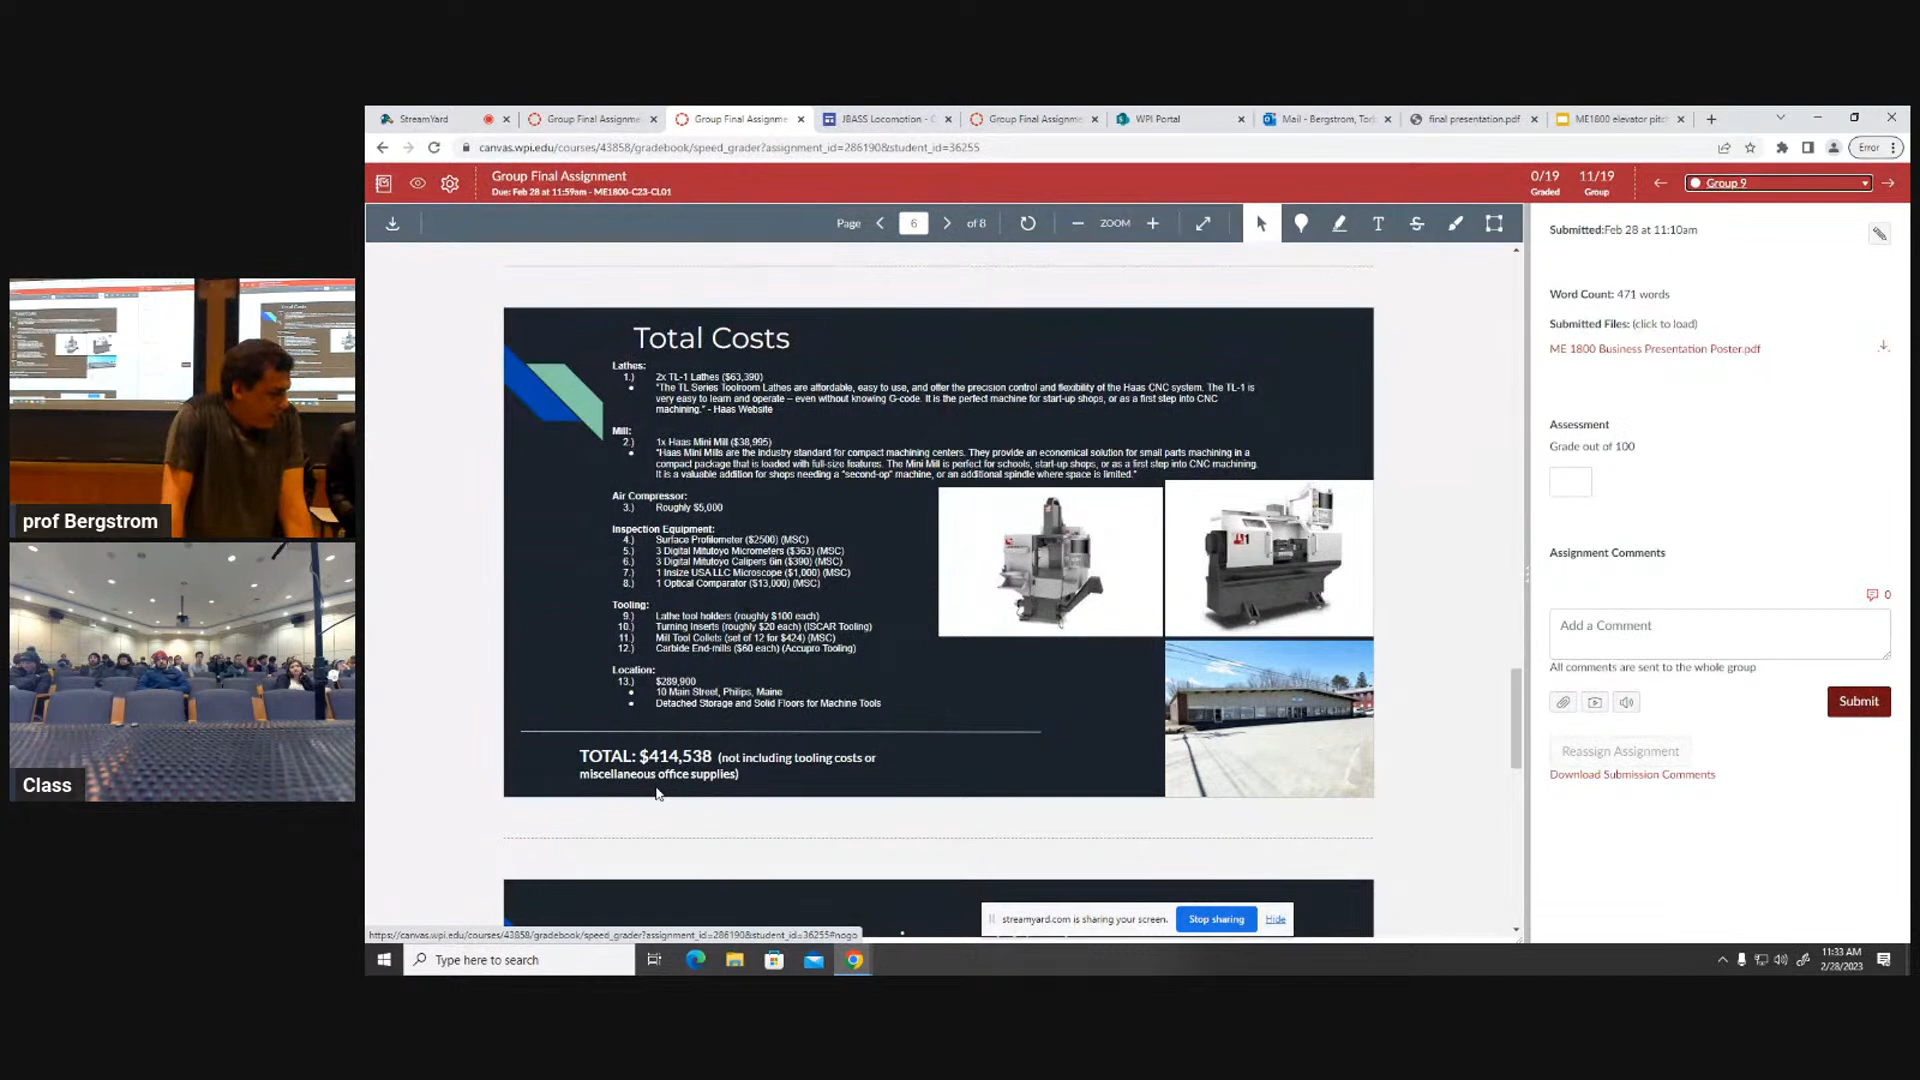 StreamYard
Group Final Assignme
Group Final Assignme
JBASS Locomotion - C
Group Final Assignme
WPI Portal
Mail - Bergstrom, Torb
final presentation.pdf
ME1800 elevator pitc
canvas.wpi.edu/courses/43858/gradebook/speed_grader?assignment_id=286190&student_id=36255
Error
Group Final Assignment
Due: Feb 28 at 11:59am - ME1800-C23-CL01
0/19
Graded
11/19
Group
Group 9
Page
6
of 8
ZOOM
Submitted:Feb 28 at 11:10am
Word Count: 471 words
Submitted Files: (click to load)
ME 1800 Business Presentation Poster.pdf
Assessment
Grade out of 100
Assignment Comments
0
Add a Comment
All comments are sent to the whole group
Submit
Reassign Assignment
Download Submission Comments
Total Costs
Lathes:
1.) 2x TL-1 Lathes ($63,390)
• "The TL Series Toolroom Lathes are affordable, easy to use, and offer the precision control and flexibility of the Haas CNC system. The TL-1 is
very easy to learn and operate – even without knowing G-code. It is the perfect machine for start-up shops, or as a first step into CNC
machining." - Haas Website
Mill:
2.) 1x Haas Mini Mill ($38,995)
• "Haas Mini Mills are the industry standard for compact machining centers. They provide an economical solution for small parts machining in a
compact package that is loaded with full-size features. The Mini Mill is perfect for schools, start-up shops, or as a first step into CNC machining.
It is a valuable addition for shops needing a "second-op" machine, or an additional spindle where space is limited."
Air Compressor:
3.) Roughly $5,000
Inspection Equipment:
4.) Surface Profilometer ($2500) (MSC)
5.) 3 Digital Mitutoyo Micrometers ($363) (MSC)
6.) 3 Digital Mitutoyo Calipers 6in ($390) (MSC)
7.) 1 Insize USA LLC Microscope ($1,000) (MSC)
8.) 1 Optical Comparator ($13,000) (MSC)
Tooling:
9.) Lathe tool holders (roughly $100 each)
10.) Turning Inserts (roughly $20 each) (ISCAR Tooling)
11.) Mill Tool Collets (set of 12 for $424) (MSC)
12.) Carbide End-mills ($60 each) (Accupro Tooling)
Location:
13.) $289,900
• 10 Main Street, Philips, Maine
• Detached Storage and Solid Floors for Machine Tools
TOTAL: $414,538 (not including tooling costs or
miscellaneous office supplies)
prof Bergstrom
Class
Total Costs
streamyard.com is sharing your screen.
Stop sharing
Hide
https://canvas.wpi.edu/courses/43858/gradebook/speed_grader?assignment_id=286190&student_id=36255#nogo
Type here to search
11:33 AM
2/28/2023